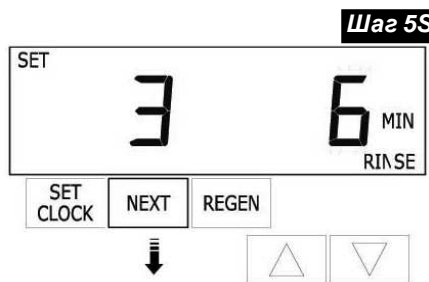 Шаг 5S
SET
3 6 MIN
RINSE
SET CLOCK NEXT REGEN